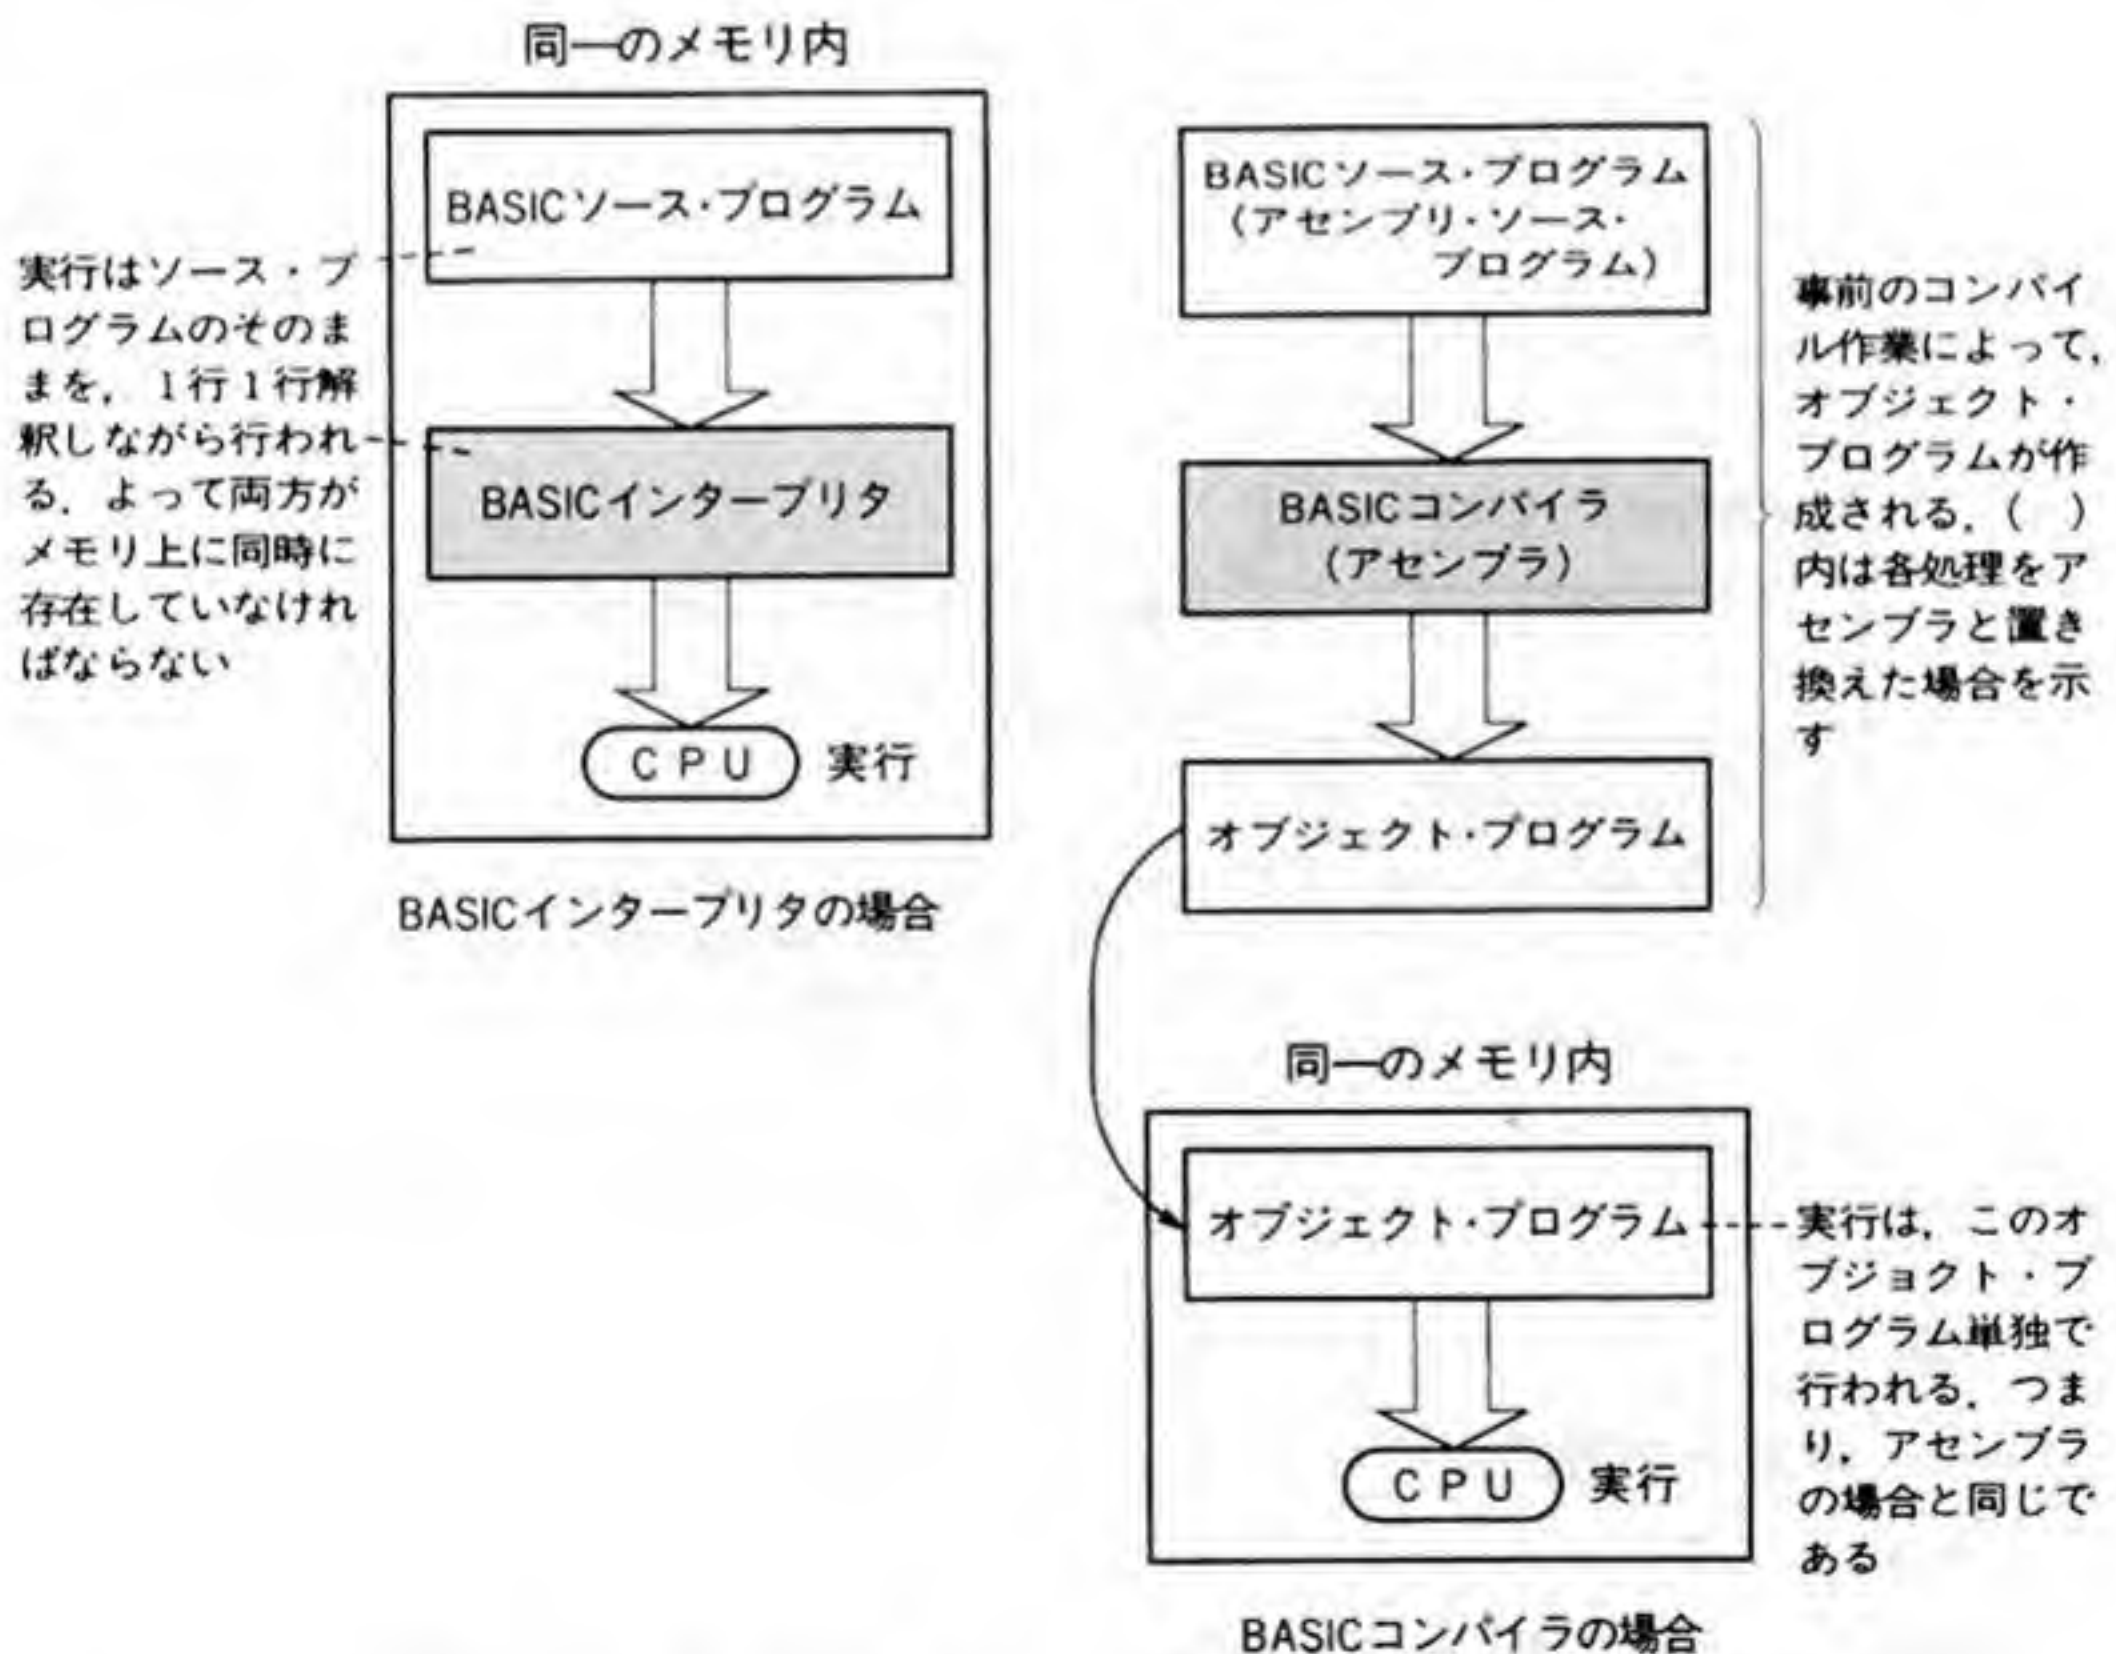 同一のメモリ内
BASICソース・プログラム
実行はソース・プ
ログラムのそのま
まを，1行1行解
釈しながら行われ
る．よって両方が
メモリ上に同時に
存在していなけれ
ばならない
BASICインタープリタ
CPU 実行
BASICインタープリタの場合
BASICソース・プログラム
(アセンブリ・ソース・
プログラム)
BASICコンパイラ
(アセンブラ)
オブジェクト・プログラム
事前のコンパイ
ル作業によって，
オブジェクト・
プログラムが作
成される．( )
内は各処理をア
センブラと置き
換えた場合を示
す
同一のメモリ内
オブジェクト・プログラム
実行は，このオ
ブジョクト・プ
ログラム単独で
行われる．つま
り，アセンブラ
の場合と同じで
ある
CPU 実行
BASICコンパイラの場合